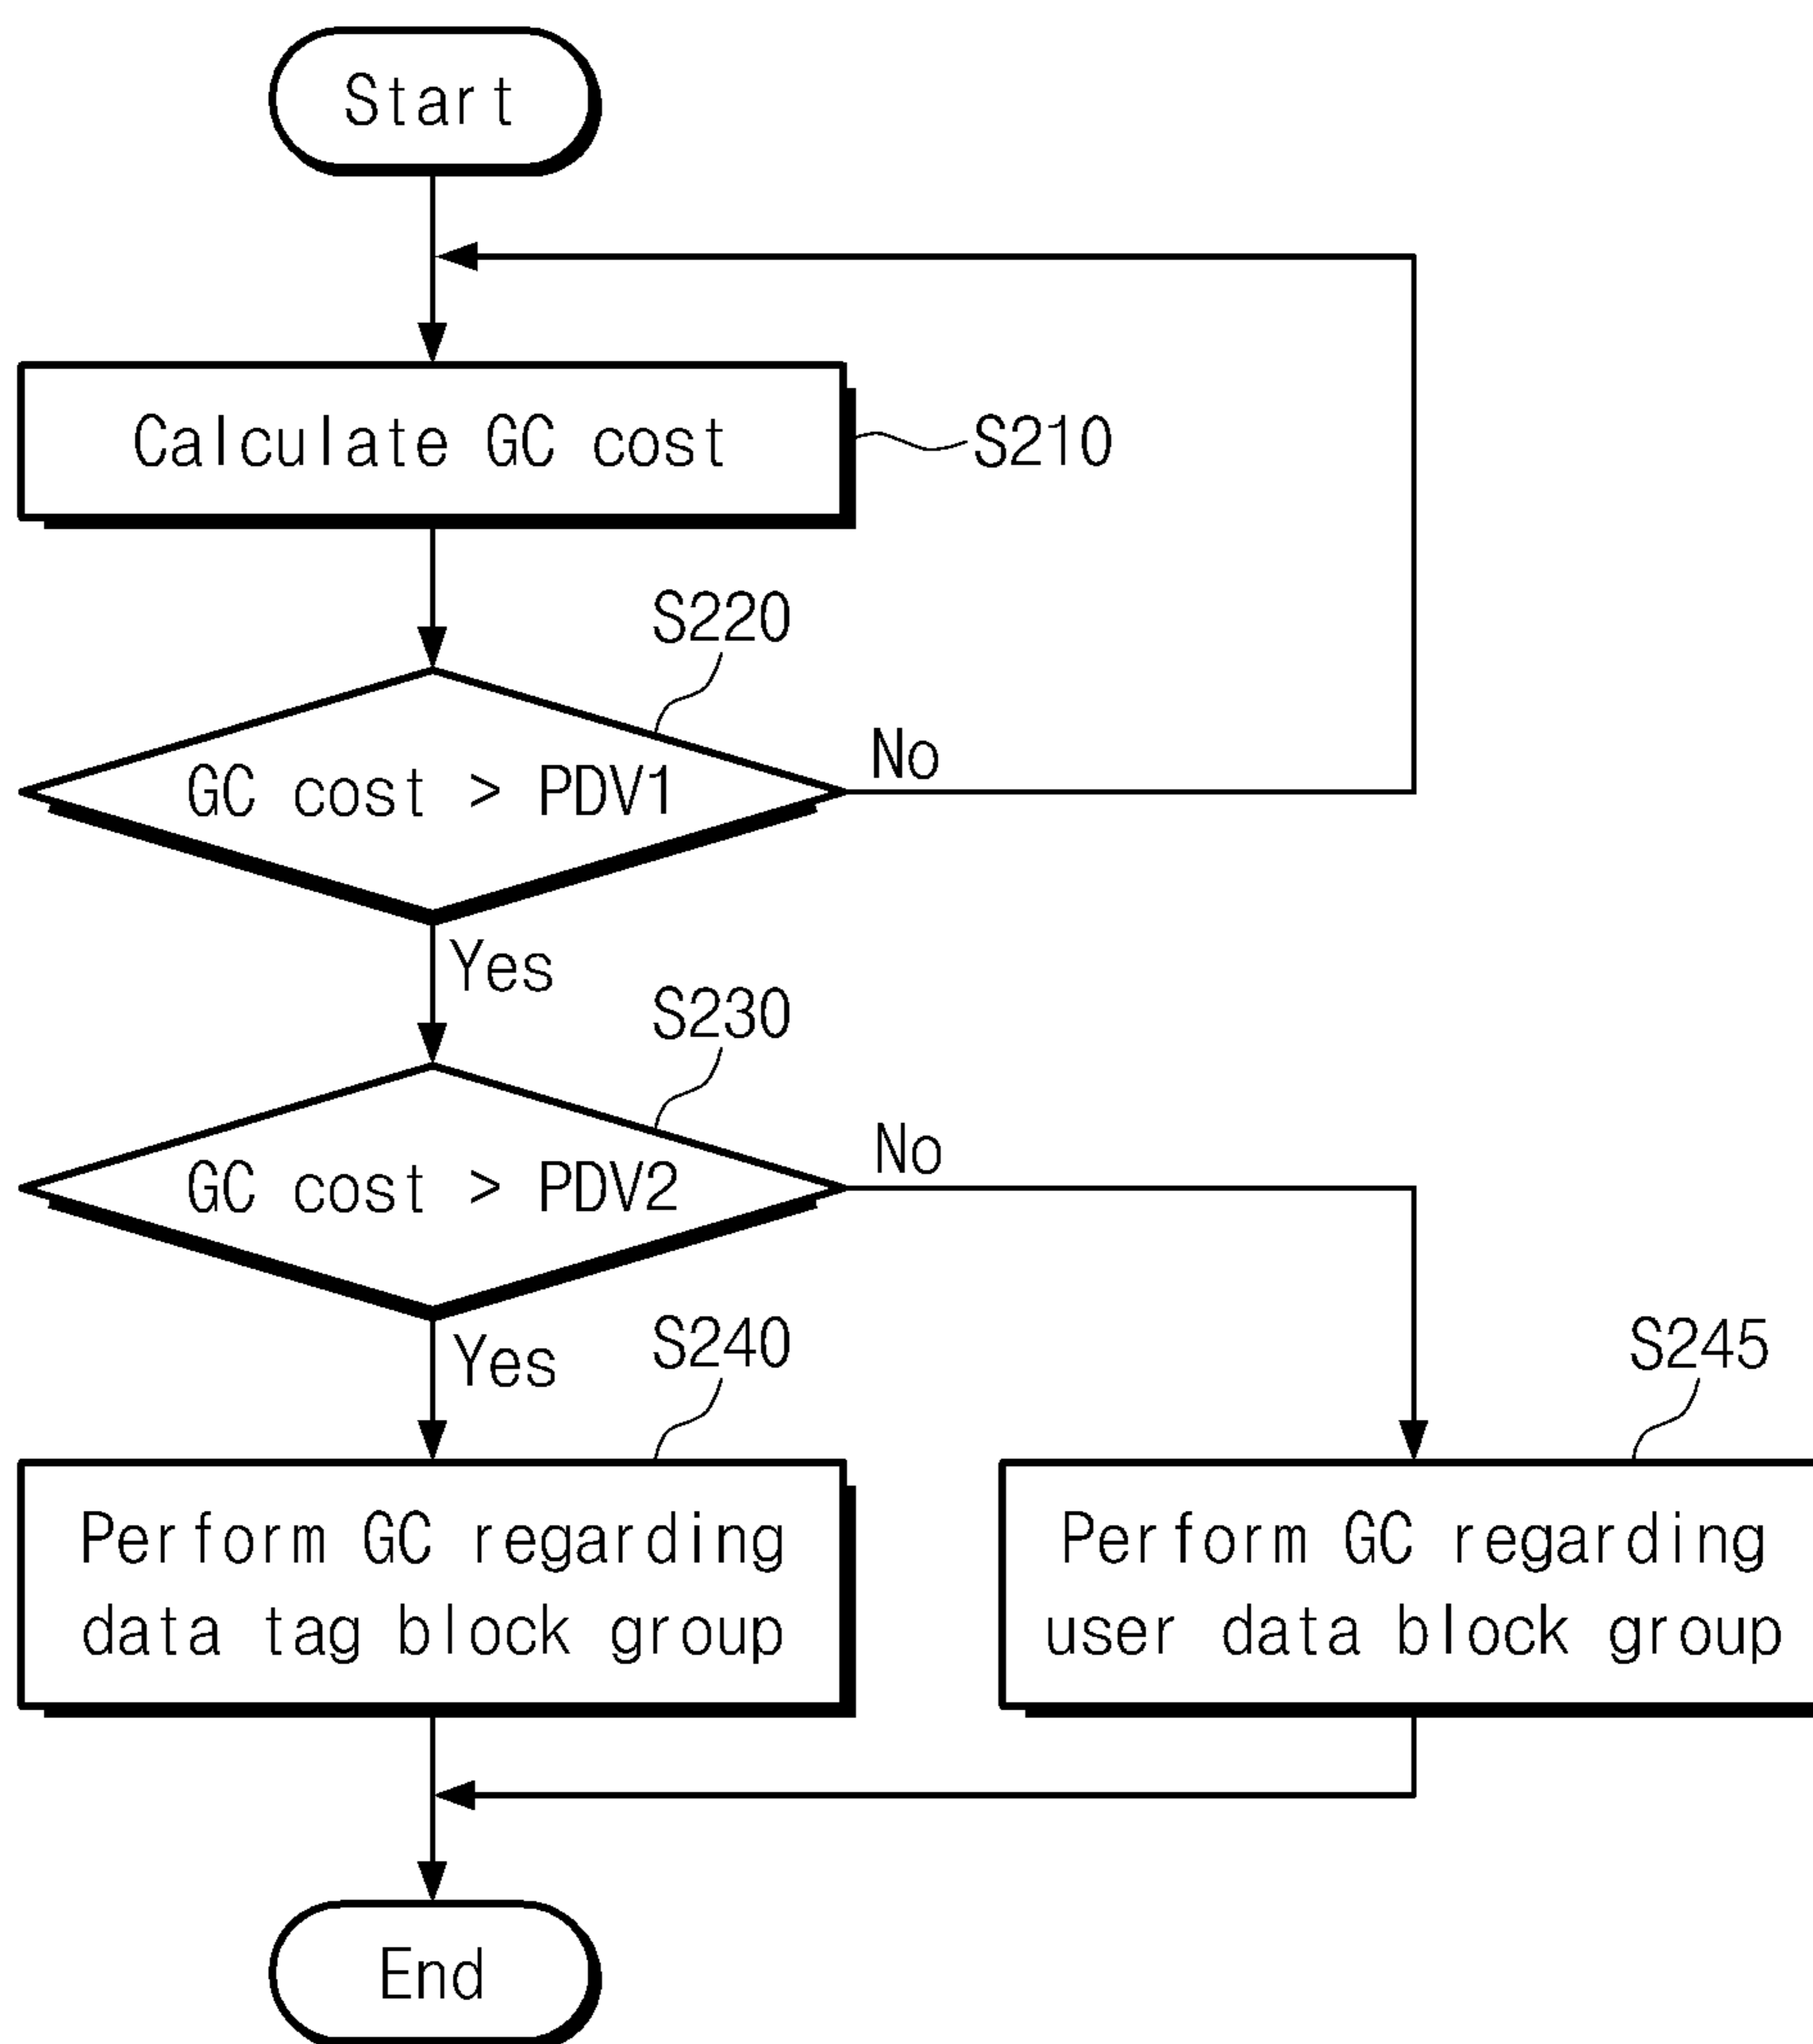 Start
Calculate GC cost
S210
S220
GC cost > PDV1
No
Yes
S230
GC cost > PDV2
No
Yes
S240
S245
Perform GC regarding
data tag block group
Perform GC regarding
user data block group
End